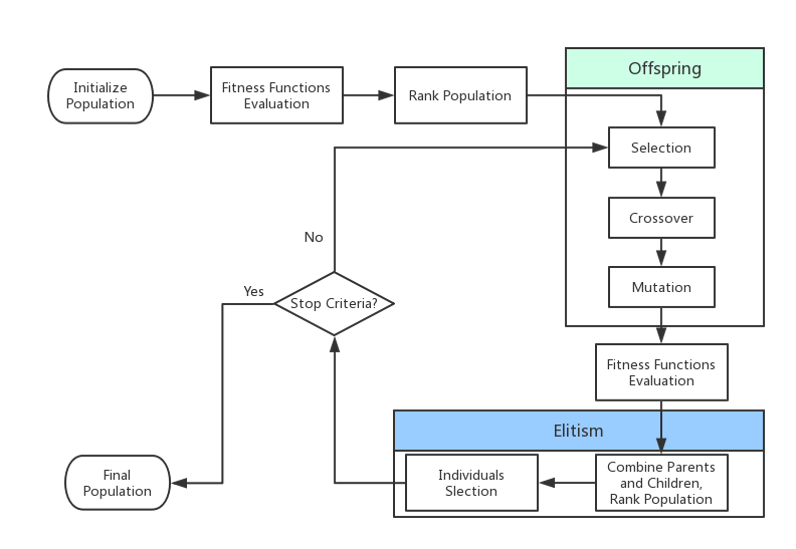 Offspring
Initialize
Population
Fitness Functions
Evaluation
Rank Population
Selection
Crossover
No
Mutation
Yes
Stop Criteria?
Fitness Functions
Evaluation
Elitism
Final
Population
Individuals
Slection
Combine Parents
and Children,
Rank Population